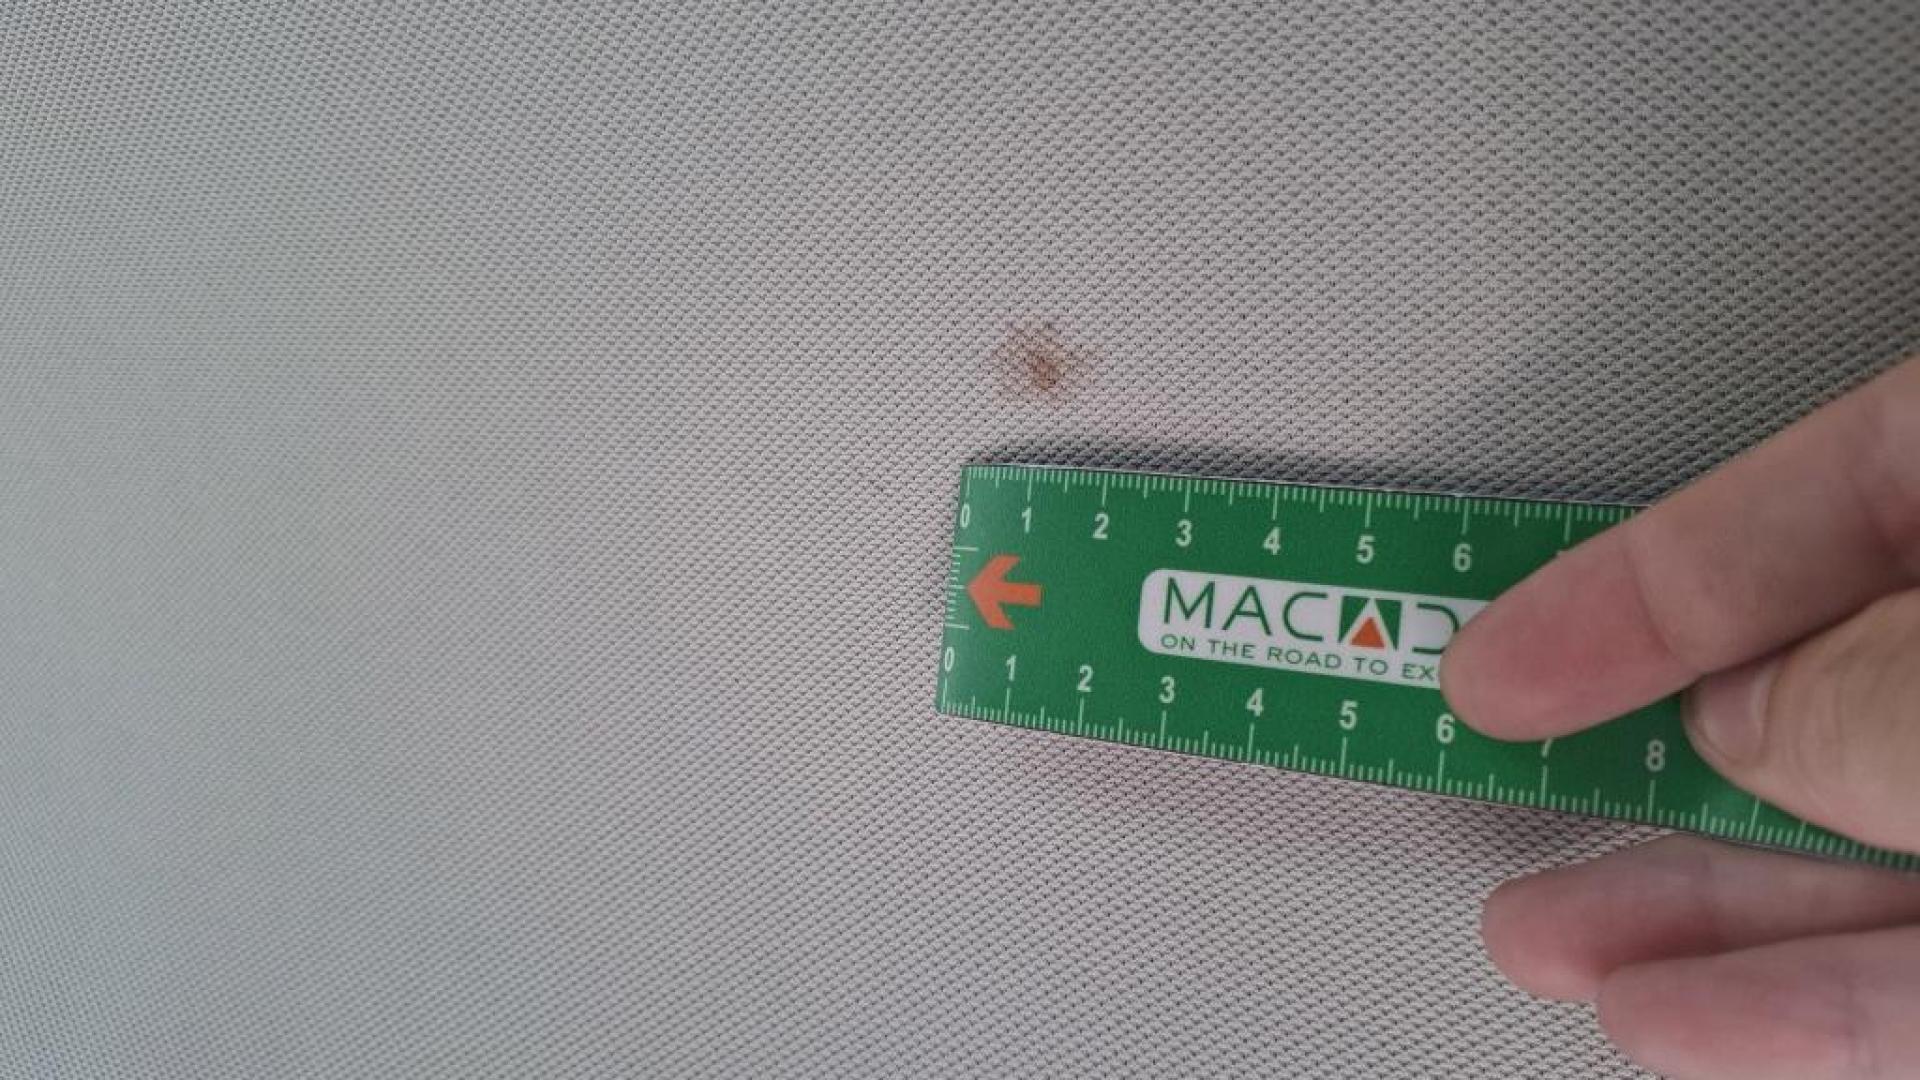 0 1 2 3 4 5 6
MACAD
ON THE ROAD TO EX
0 1 2 3 4 5 6 7 8